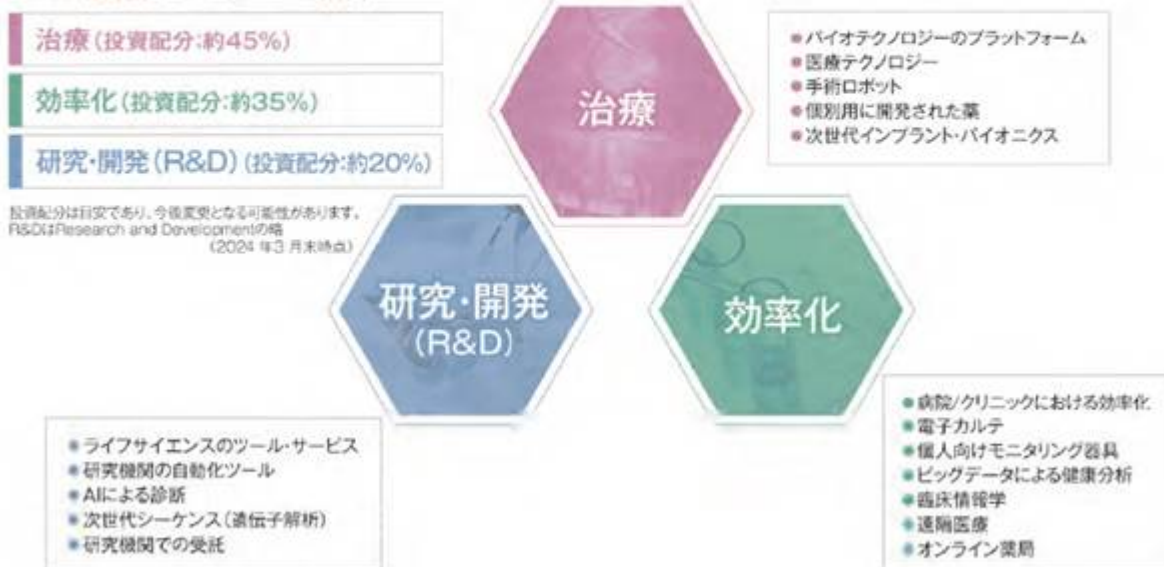 治療(投資配分:約45%)
効率化(投資配分:約35%)
研究・開発(R&D)(投資配分:約20%)
投資配分は目安であり、今後変更となる可能性があります。
R&DはResearch and Developmentの略
(2024年3月末時点)
治療
バイオテクノロジーのプラットフォーム
医療テクノロジー
手術ロボット
個別用に開発された薬
次世代インプラント・バイオニクス
研究・開発
(R&D)
効率化
ライフサイエンスのツール・サービス
研究機関の自動化ツール
AIによる診断
次世代シーケンス(遺伝子解析)
研究機関での受託
病院/クリニックにおける効率化
電子カルテ
個人向けモニタリング器具
ビッグデータによる健康分析
臨床情報学
遠隔医療
オンライン薬局